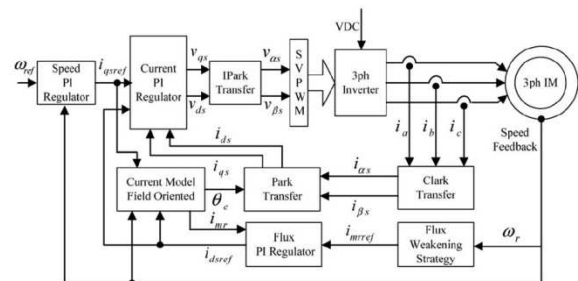 VDC
ω_ref
Speed
PI
Regulator
i_qsref
Current
PI
Regulator
v_qs
v_ds
IPark
Transfer
v_αs
v_βs
S
V
P
W
M
3ph
Inverter
3ph IM
i_a
i_b
i_c
Speed
Feedback
i_ds
i_qs
Current Model
Field Oriented
θ_e
i_mr
Park
Transfer
i_αs
i_βs
Clark
Transfer
i_dsref
Flux
PI Regulator
i_mrref
Flux
Weakening
Strategy
ω_r